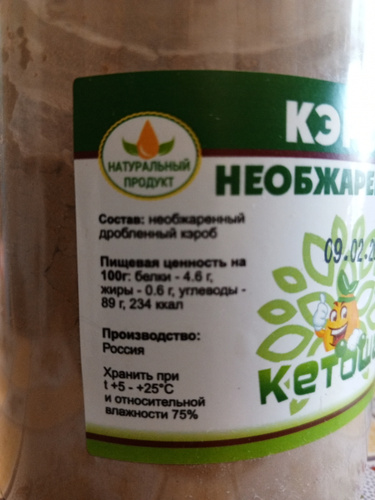 НАТУРАЛЬНЫЙ
ПРОДУКТ
Состав: необжаренный
дробленный кэроб
Пищевая ценность на
100г: белки - 4.6 г,
жиры - 0.6 г, углеводы -
89 г, 234 ккал
Производство:
Россия
Хранить при
t +5 - +25°C
и относительной
влажности 75%
КЭ
НЕОБЖАРЕ
09.02.2
кетош